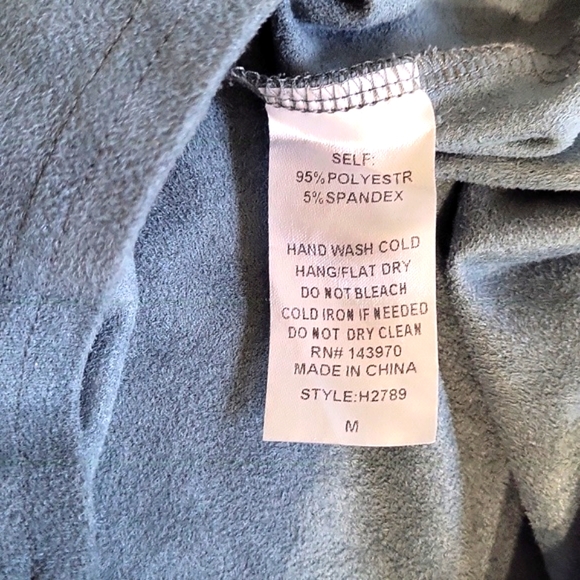 SELF:
95% POLYESTR
5% SPANDEX
HAND WASH COLD
HANG/FLAT DRY
DO NOT BLEACH
COLD IRON IF NEEDED
DO NOT DRY CLEAN
RN# 143970
MADE IN CHINA
STYLE:H2789
M